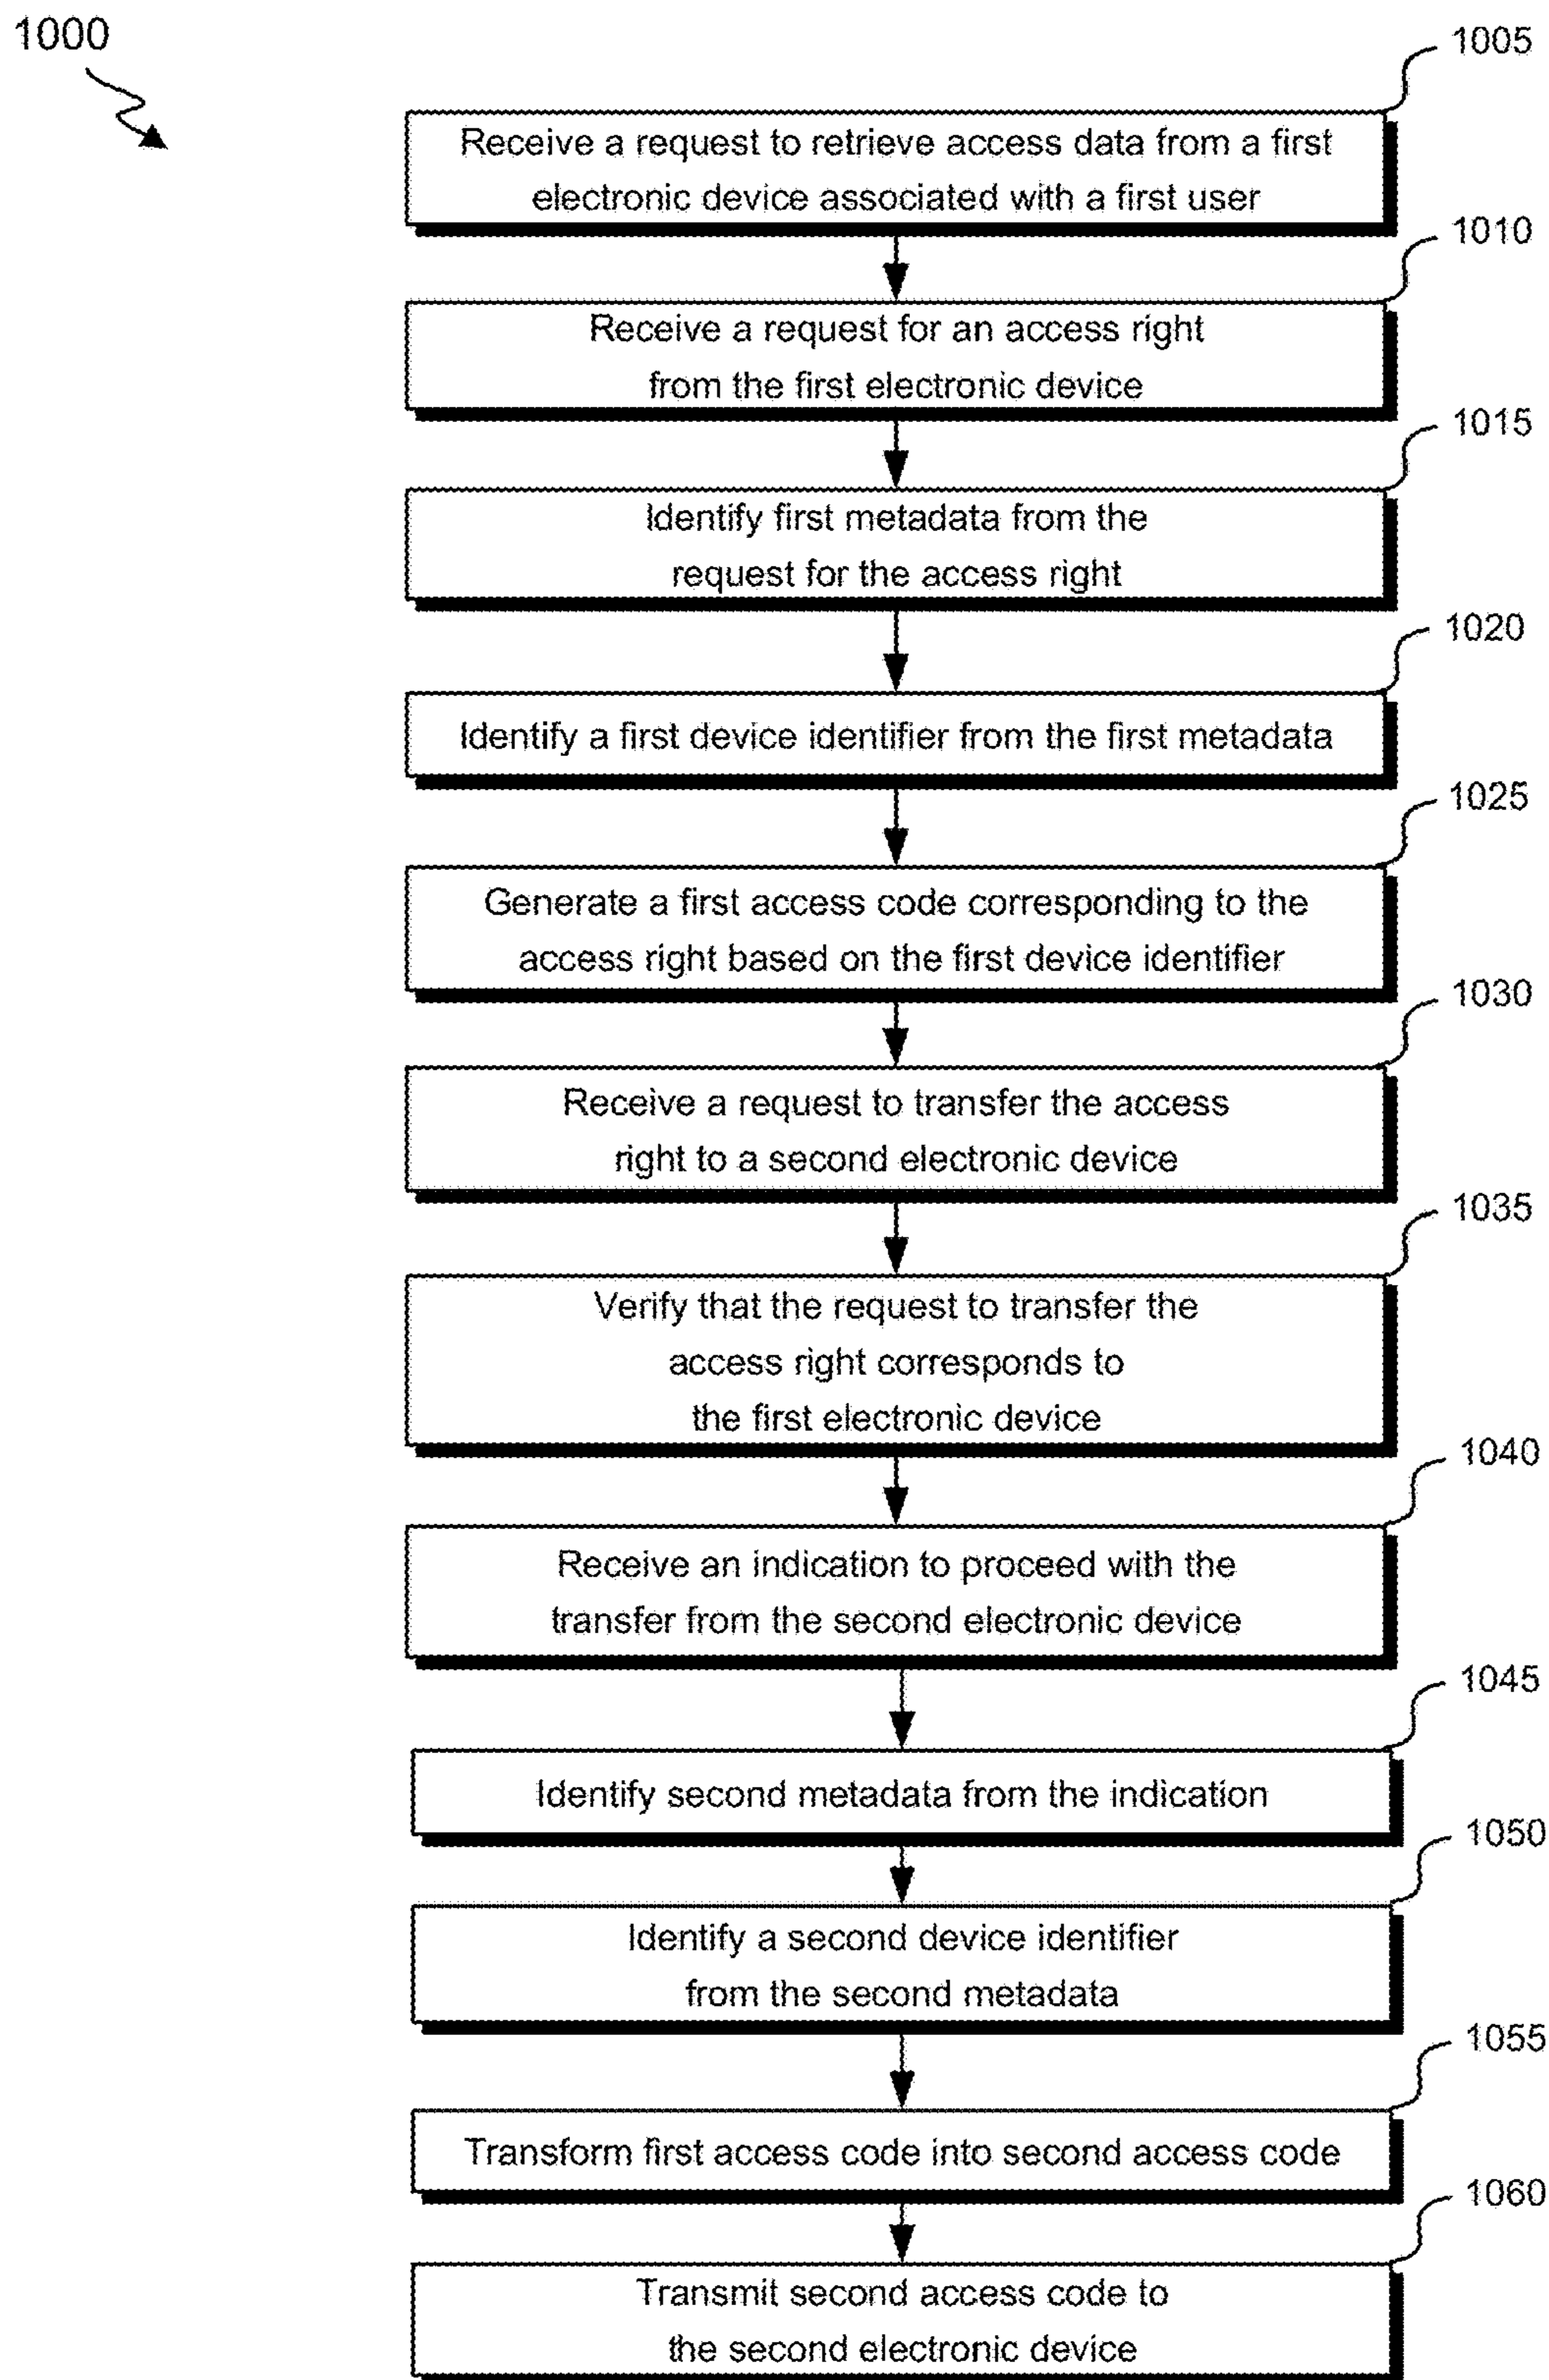 1000
1005
Receive a request to retrieve access data from a first
electronic device associated with a first user
1010
Receive a request for an access right
from the first electronic device
1015
Identify first metadata from the
request for the access right
1020
Identify a first device identifier from the first metadata
1025
Generate a first access code corresponding to the
access right based on the first device identifier
1030
Receive a request to transfer the access
right to a second electronic device
1035
Verify that the request to transfer the
access right corresponds to
the first electronic device
1040
Receive an indication to proceed with the
transfer from the second electronic device
1045
Identify second metadata from the indication
1050
Identify a second device identifier
from the second metadata
1055
Transform first access code into second access code
1060
Transmit second access code to
the second electronic device